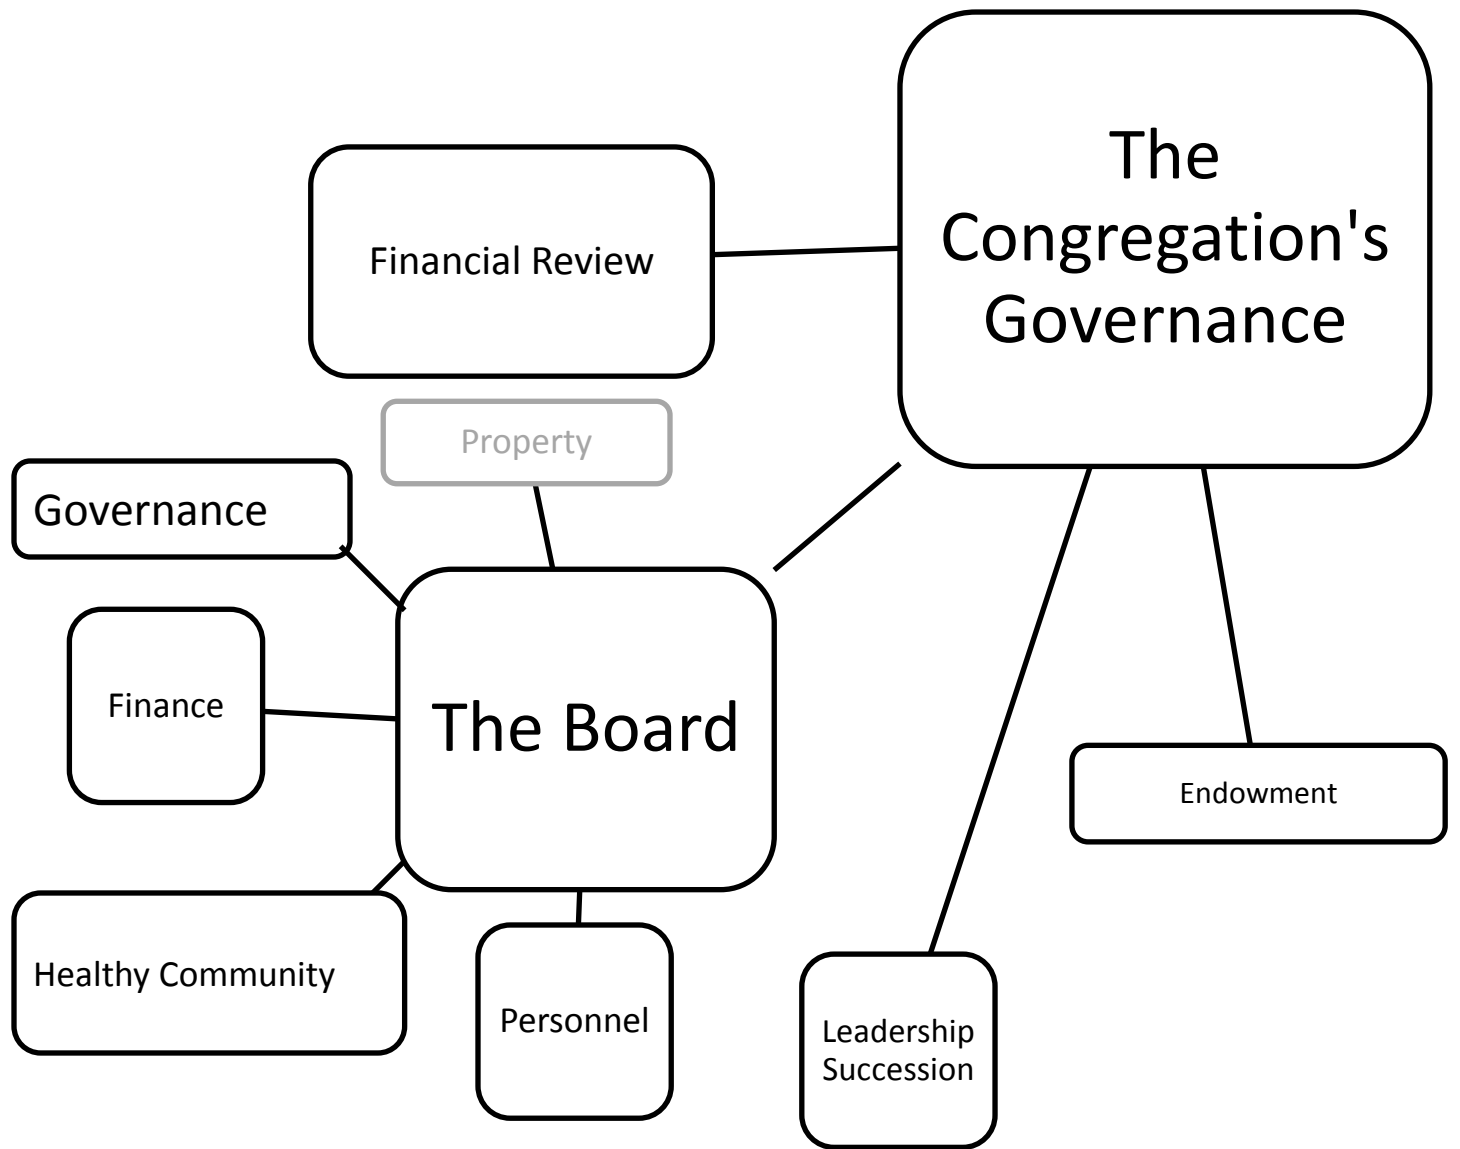 The
Congregation's
Governance
Financial Review
Property
Governance
Finance
The Board
Endowment
Healthy Community
Personnel
Leadership
Succession